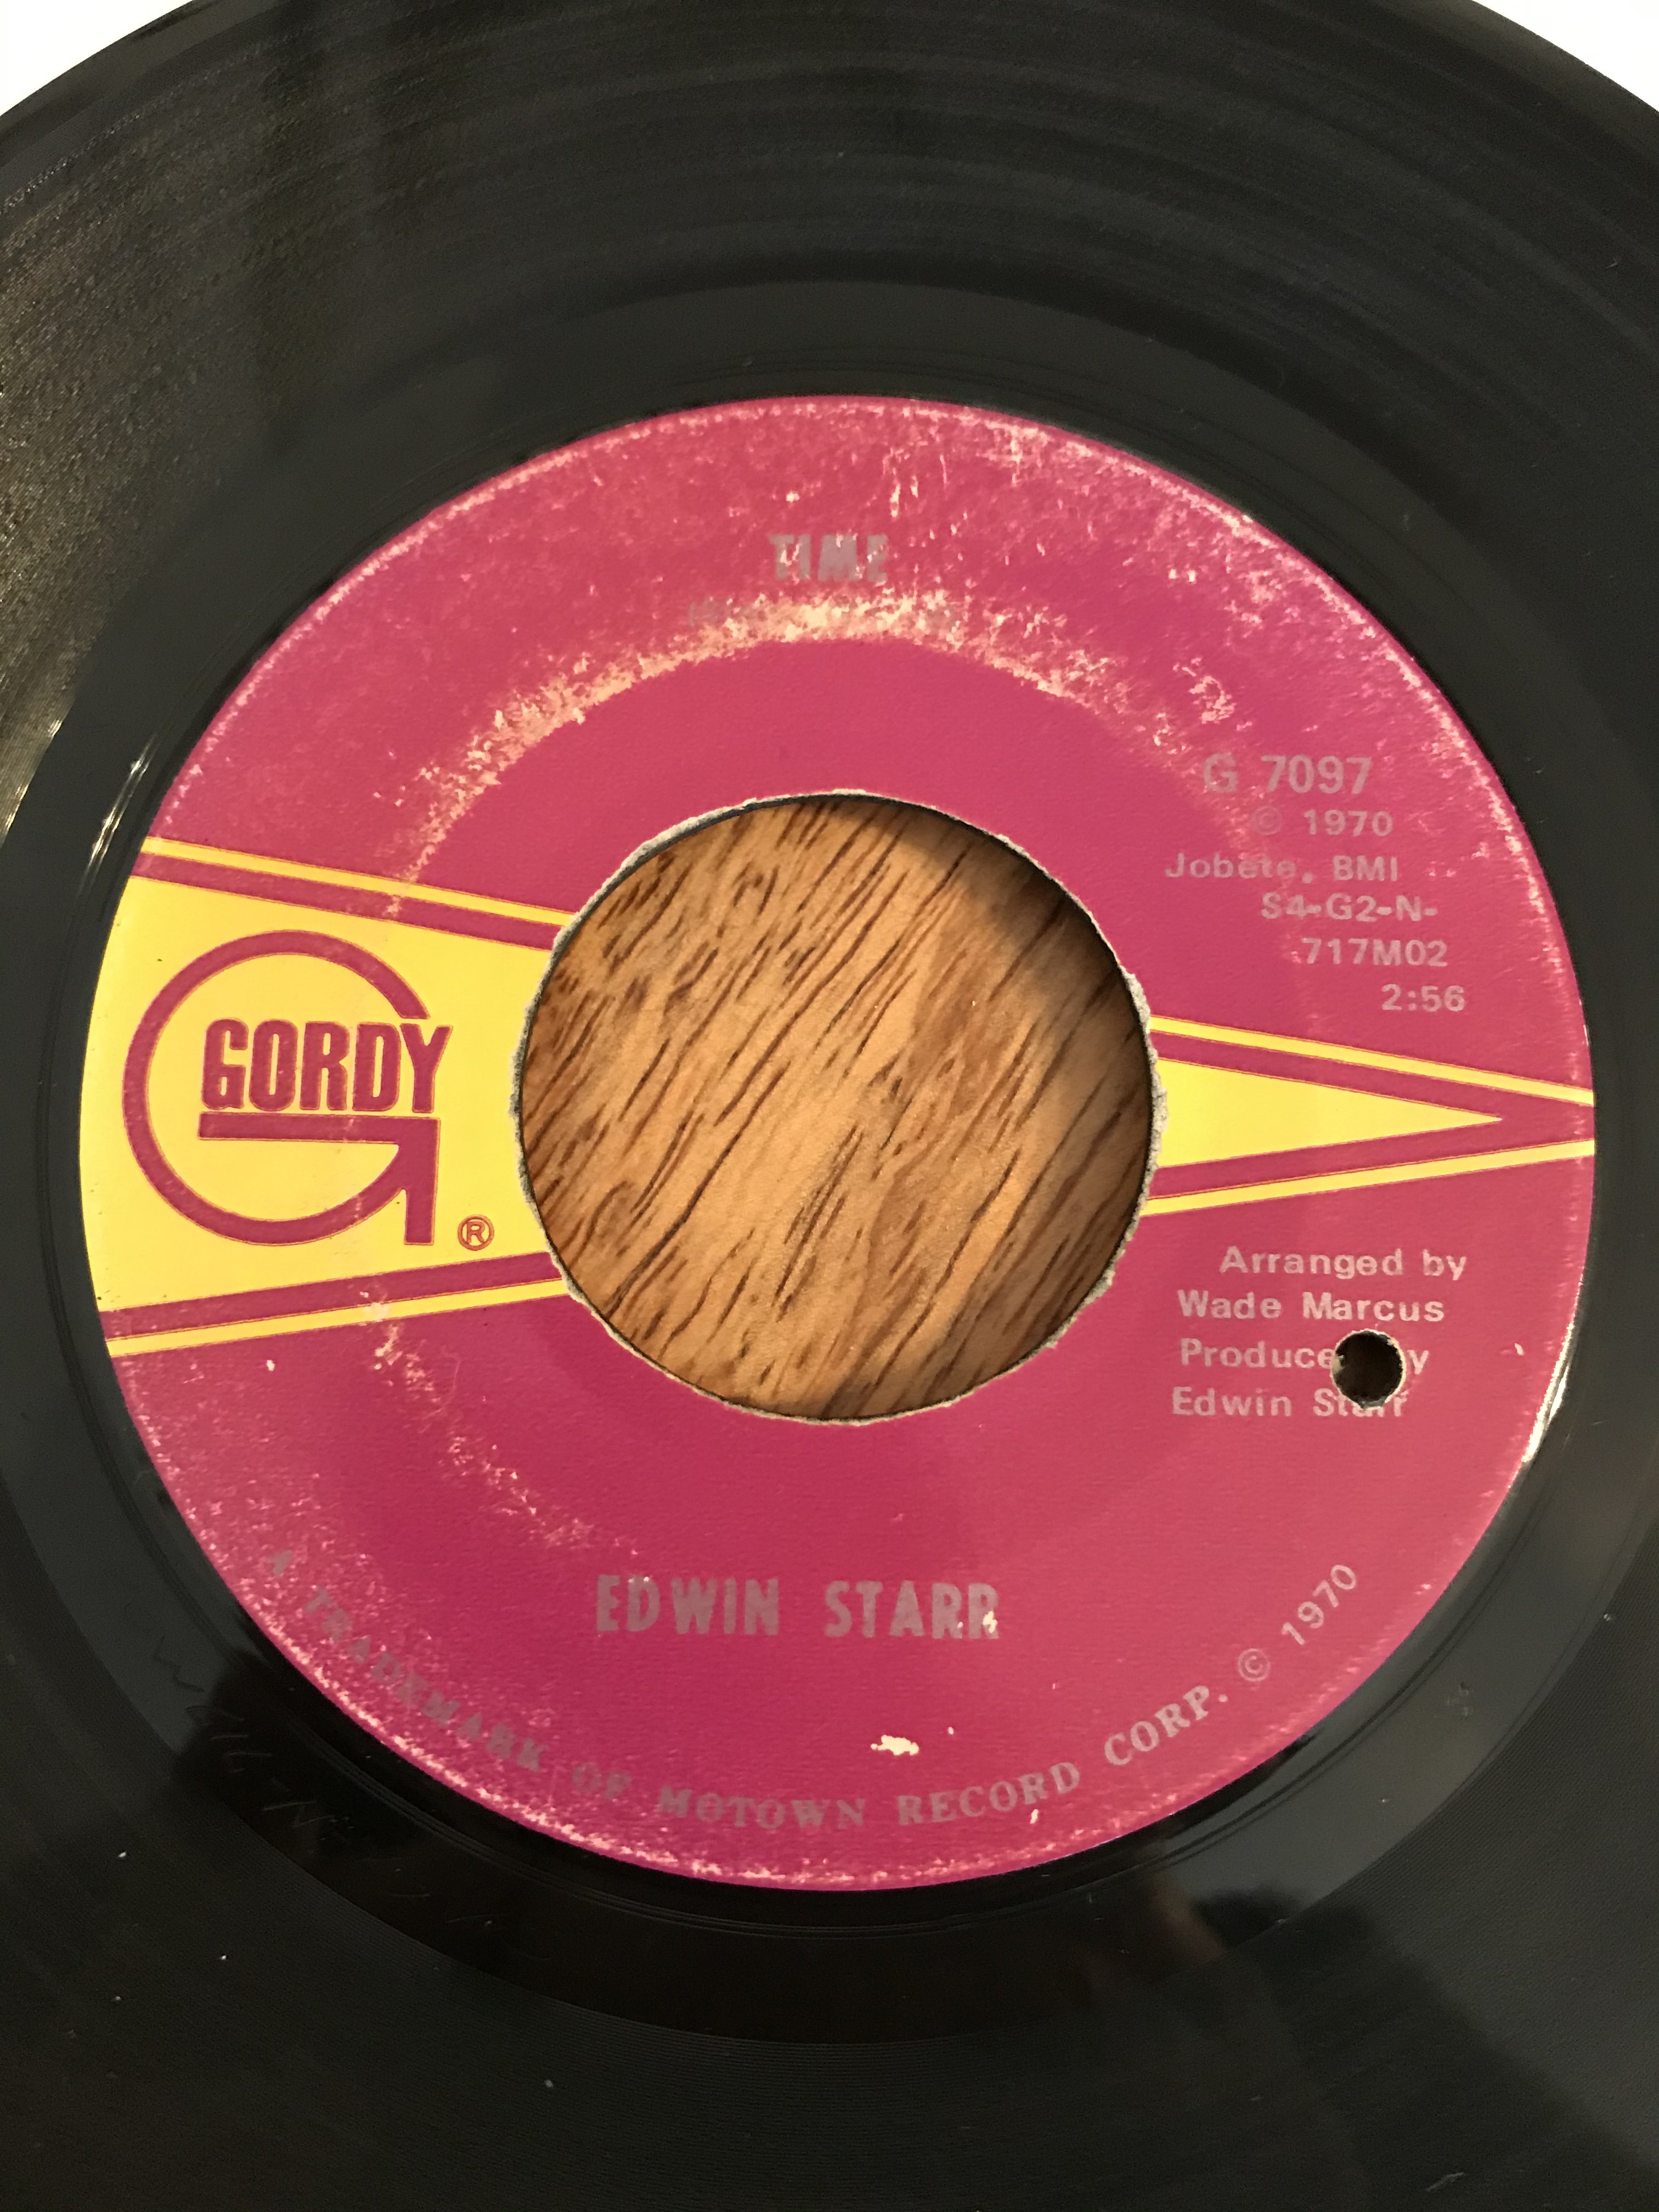 TIME
G 7097
© 1970
Jobete, BMI
S4-G2-N-
717M02
2:56
GORDY
®
Arranged by
Wade Marcus
Produce y
Edwin Starr
EDWIN STARR
A TRADEMARK OF MOTOWN RECORD CORP. © 1970